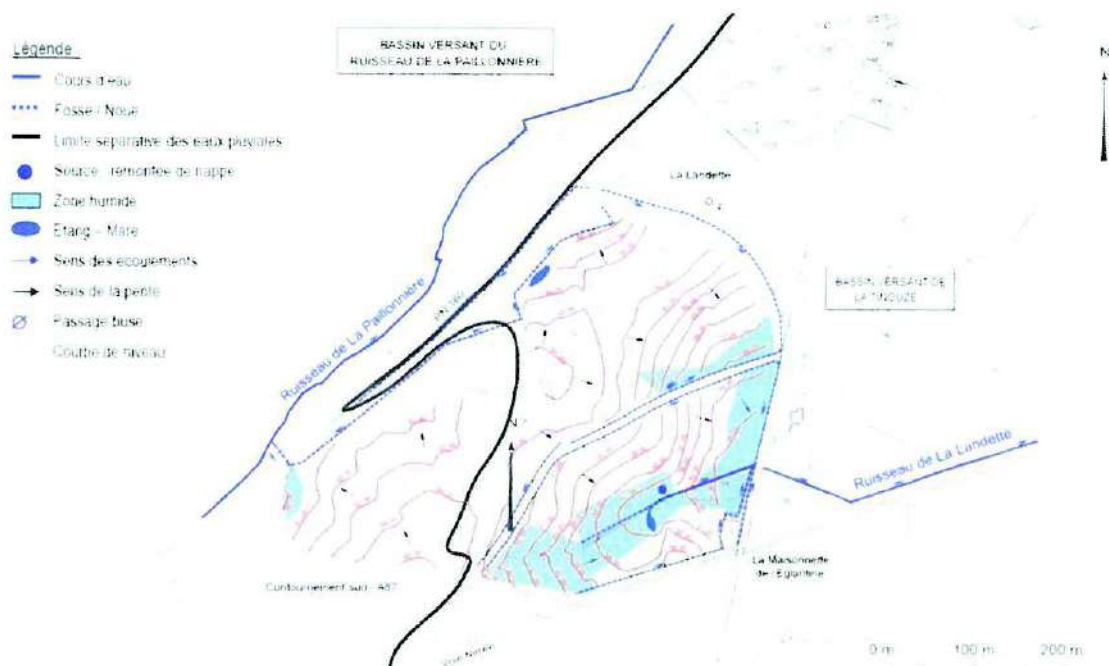 Légende
Cours d'eau
Fossé / Noue
Limite séparative des eaux pluviales
Source - remontée de nappe
Zone humide
Etang - Mare
Sens des écoulements
Sens de la pente
Passage busé
Courbe de niveau
BASSIN VERSANT DU
RUISSEAU DE LA PAILLONNIERE
N
La Landette
BASSIN VERSANT DE
LA TINOUZE
Ruisseau de La Paillonnière
Ruisseau de La Landette
La Maisonnette
de l'Eglantine
Contournement sud - A87
0 m 100 m 200 m